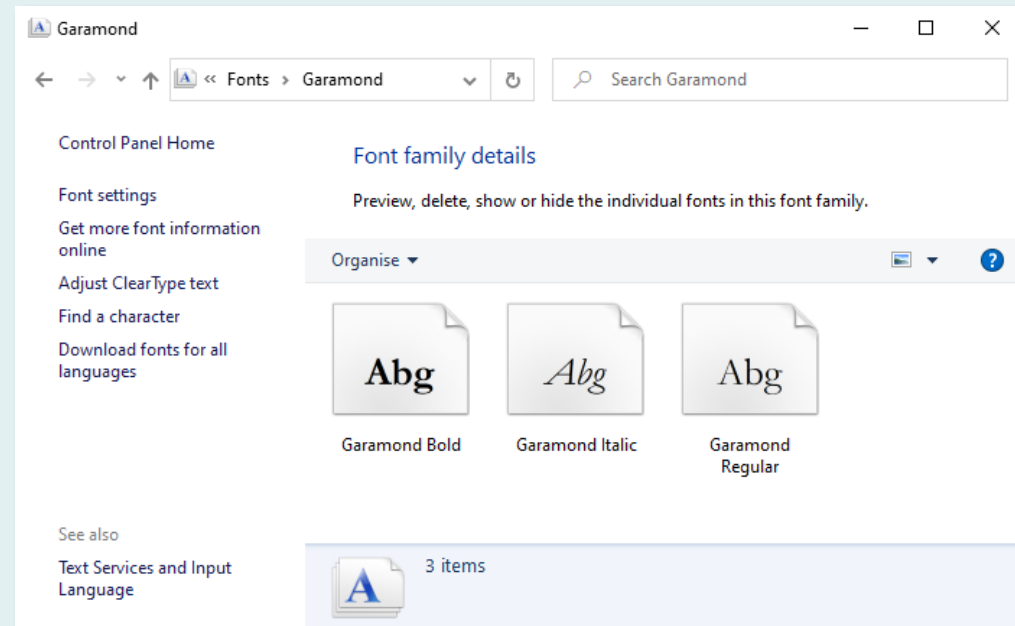 Garamond
« Fonts > Garamond
Search Garamond
Control Panel Home
Font settings
Get more font information
online
Adjust ClearType text
Find a character
Download fonts for all
languages
See also
Text Services and Input
Language
Font family details
Preview, delete, show or hide the individual fonts in this font family.
Organise
?
Abg
Abg
Abg
Garamond Bold
Garamond Italic
Garamond
Regular
A
3 items